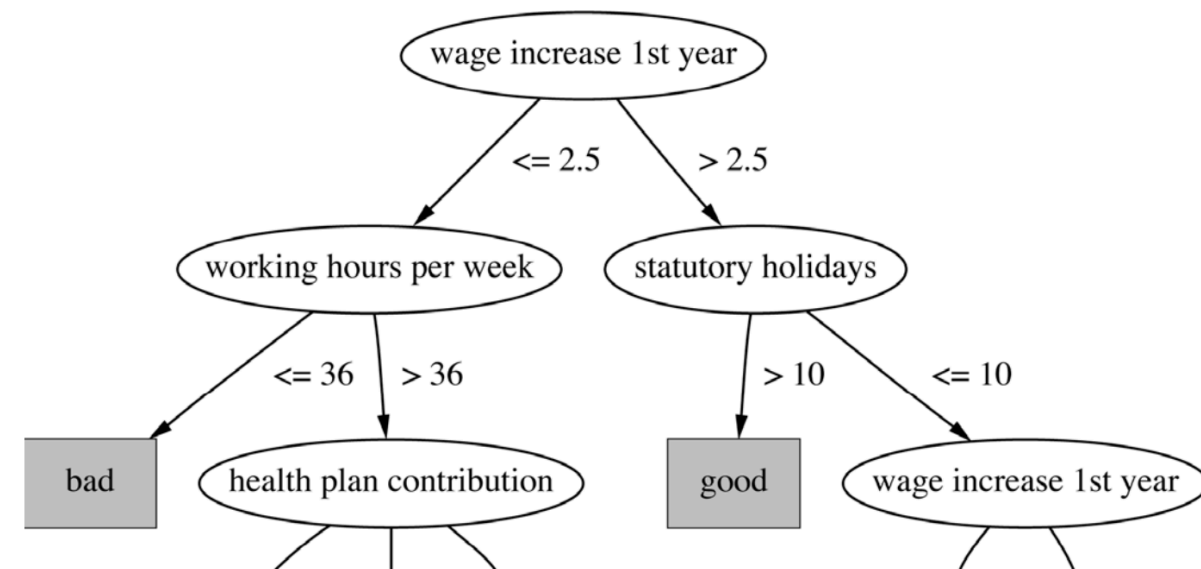 wage increase 1st year
<= 2.5
> 2.5
working hours per week
statutory holidays
<= 36
> 36
> 10
<= 10
bad
health plan contribution
good
wage increase 1st year